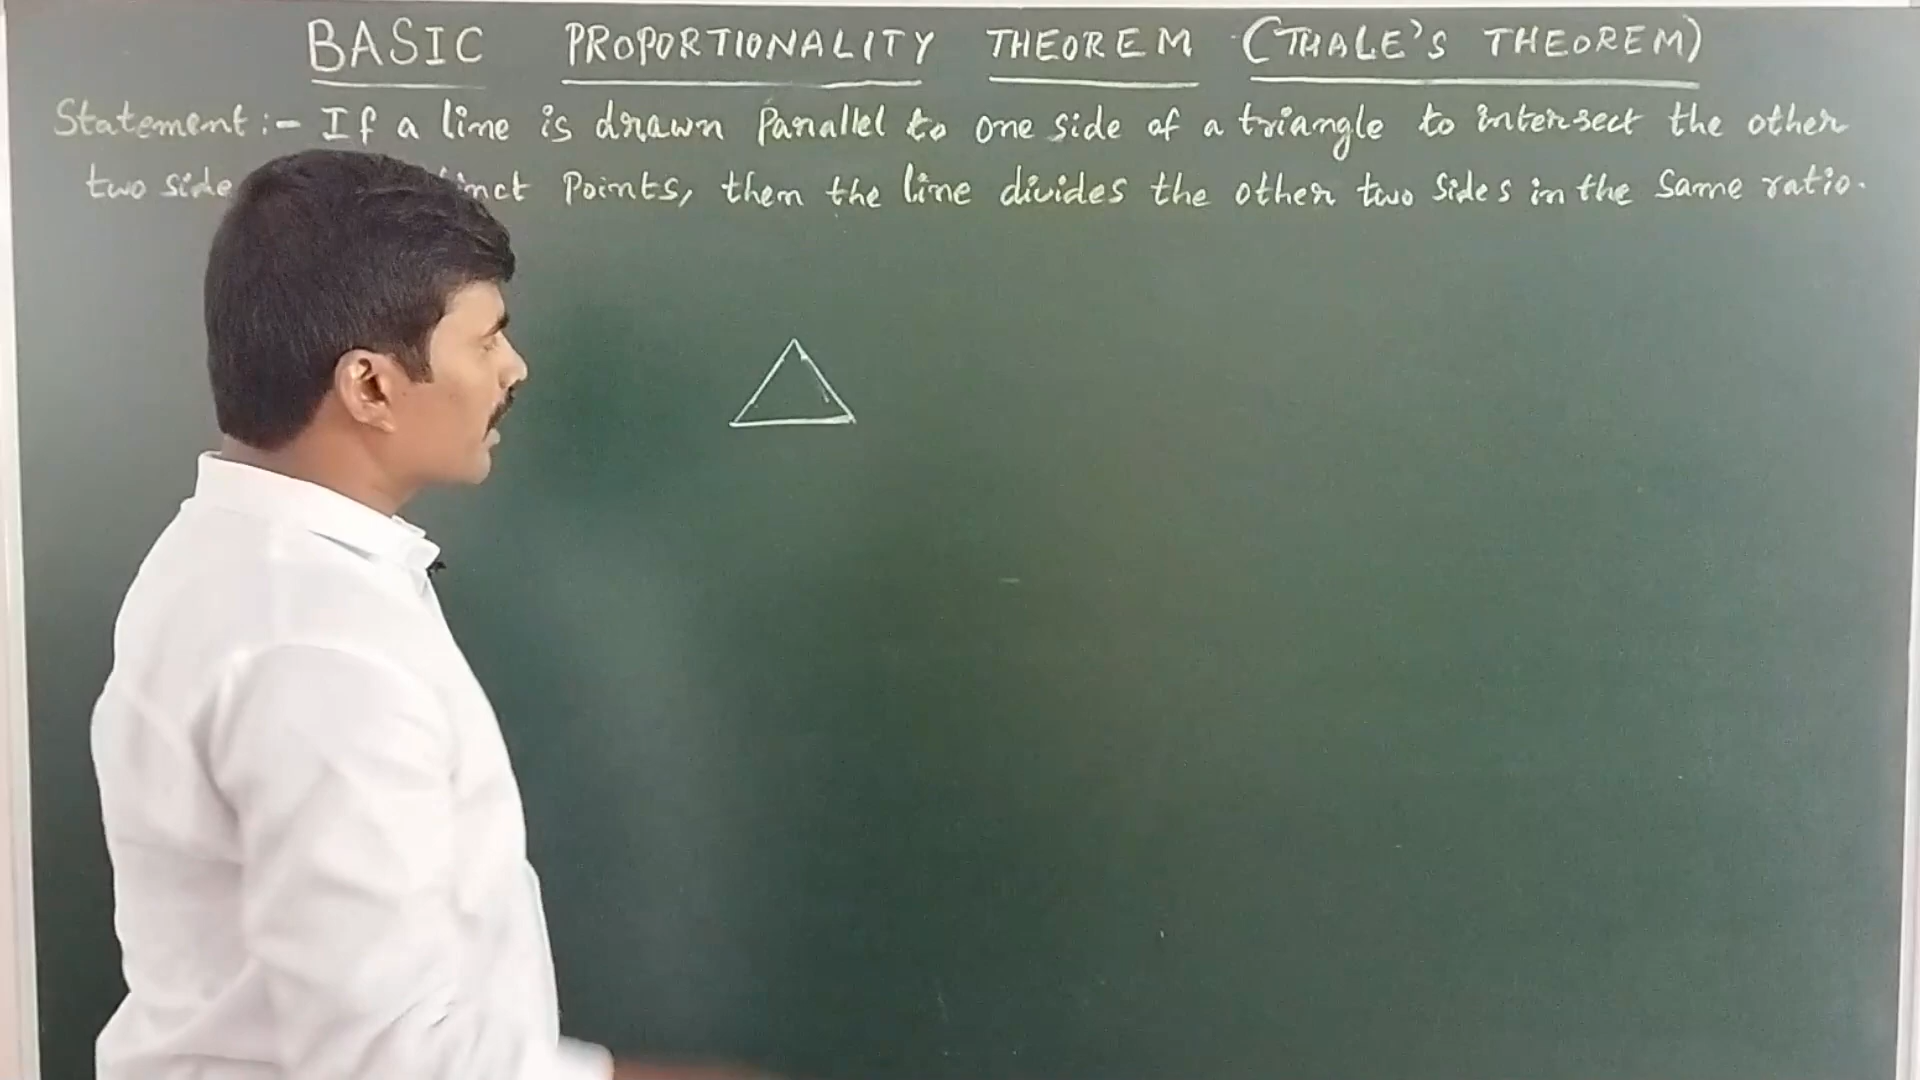 BASIC PROPORTIONALITY THEOREM (THALE'S THEOREM)
Statement:- If a line is drawn Parallel to one side of a triangle to intersect the other
two side Points, then the line divides the other two sides in the same ratio.